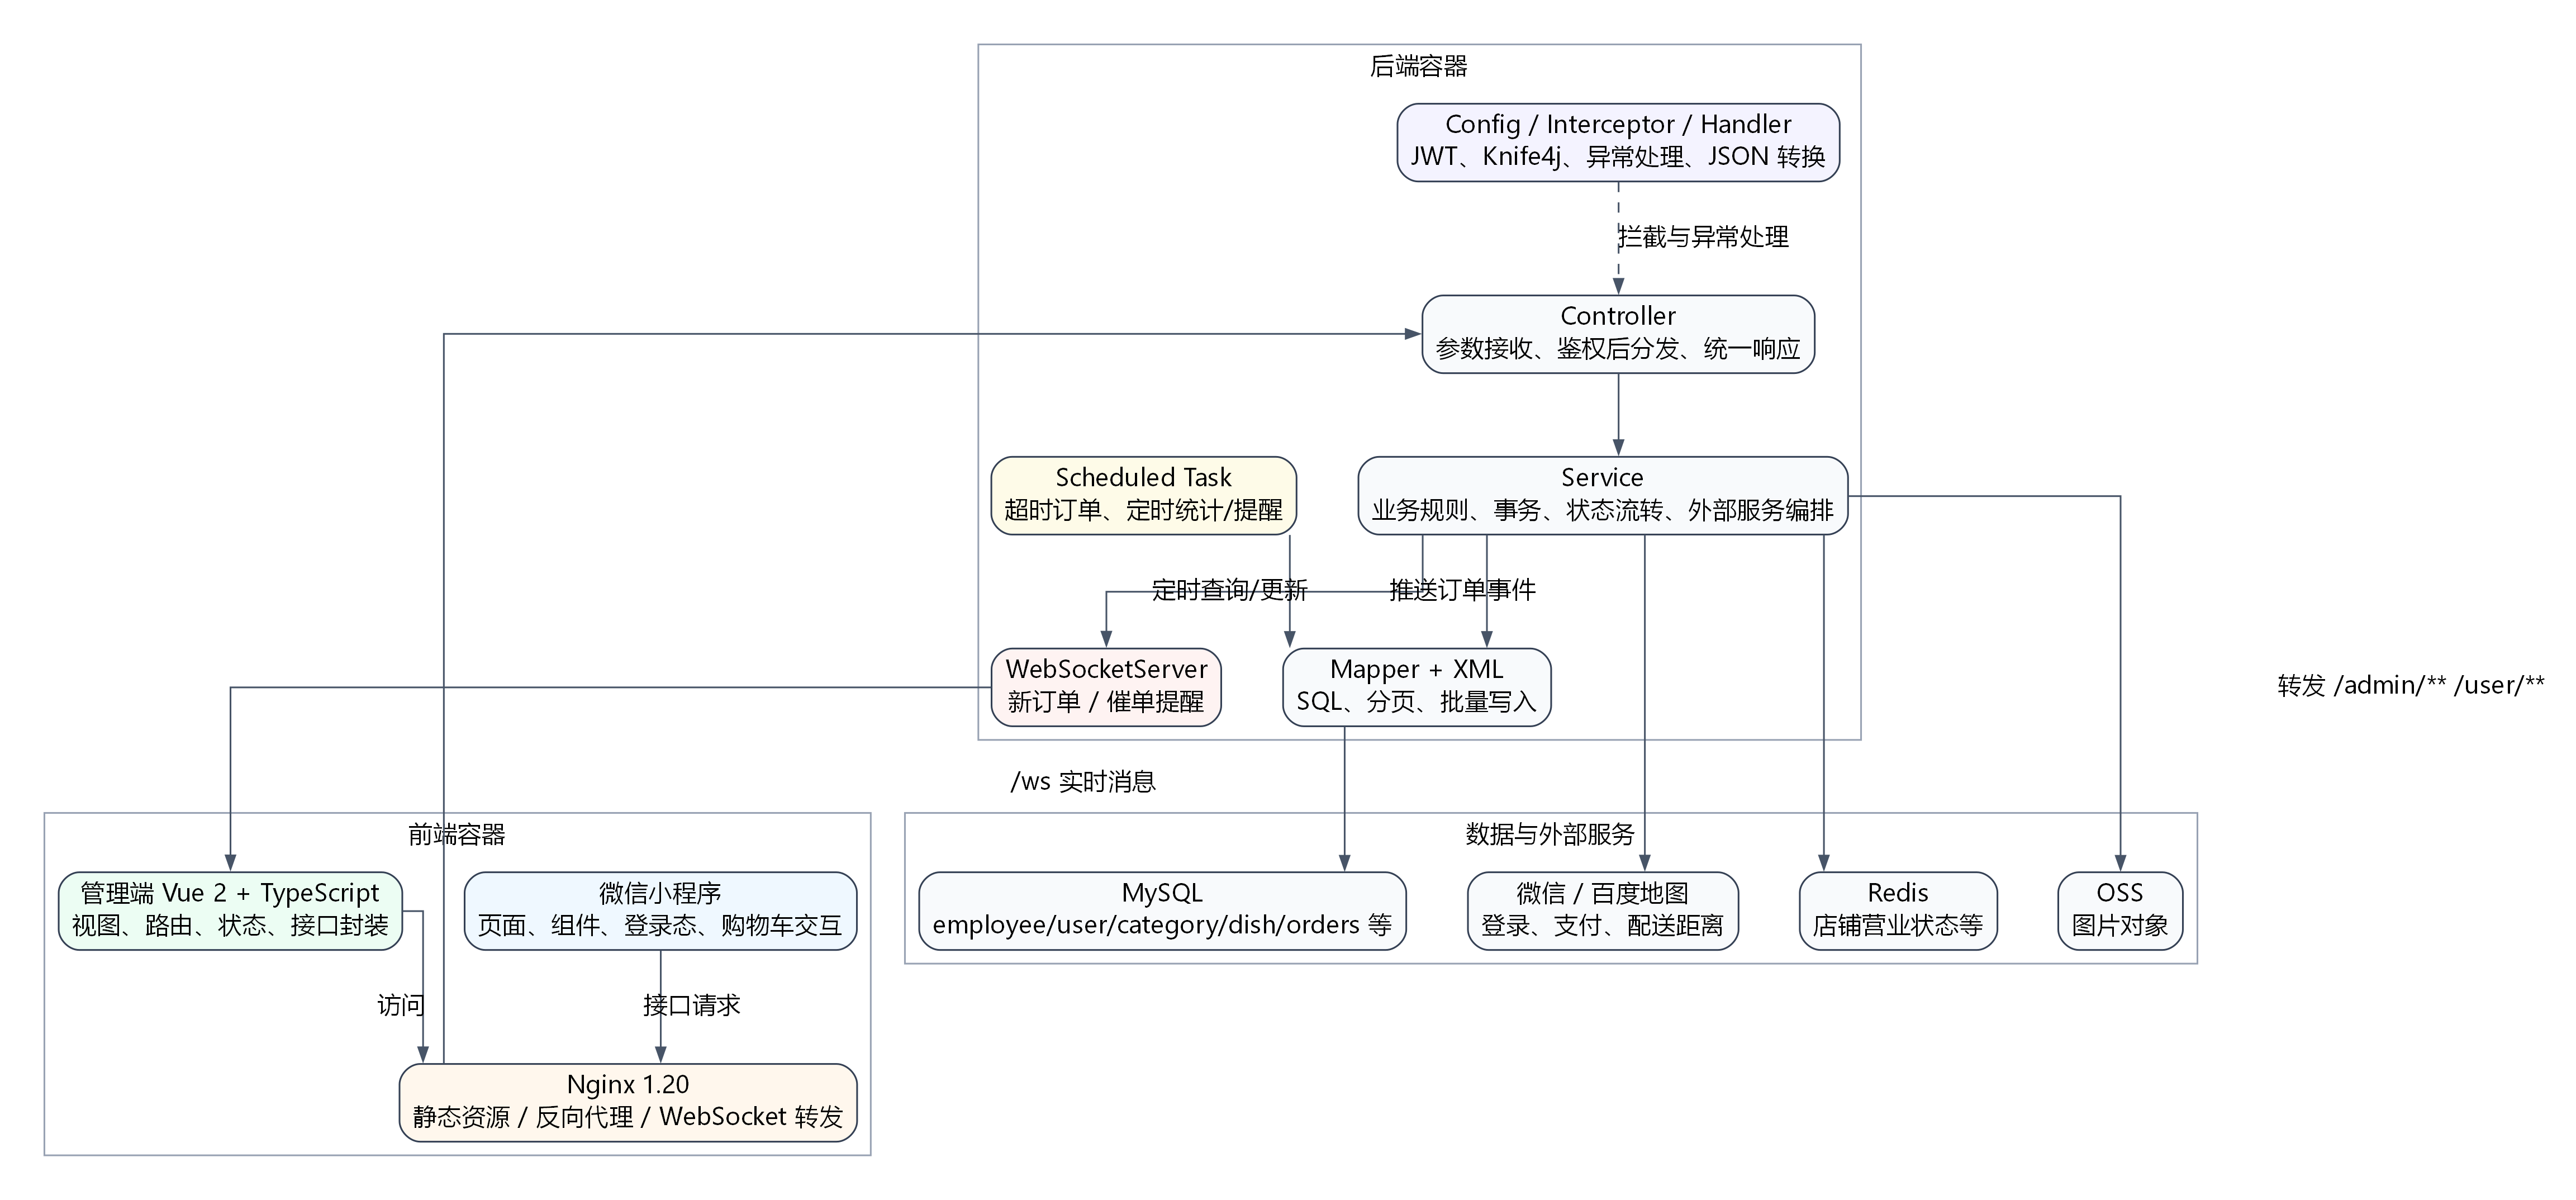 后端容器
Config / Interceptor / Handler
JWT、Knife4j、异常处理、JSON 转换
拦截与异常处理
Controller
参数接收、鉴权后分发、统一响应
Scheduled Task
超时订单、定时统计/提醒
Service
业务规则、事务、状态流转、外部服务编排
定时查询/更新
推送订单事件
WebSocketServer
新订单 / 催单提醒
Mapper + XML
SQL、分页、批量写入
转发 /admin/** /user/**
/ws 实时消息
前端容器
管理端 Vue 2 + TypeScript
视图、路由、状态、接口封装
微信小程序
页面、组件、登录态、购物车交互
访问
接口请求
Nginx 1.20
静态资源 / 反向代理 / WebSocket 转发
数据与外部服务
MySQL
employee/user/category/dish/orders 等
微信 / 百度地图
登录、支付、配送距离
Redis
店铺营业状态等
OSS
图片对象